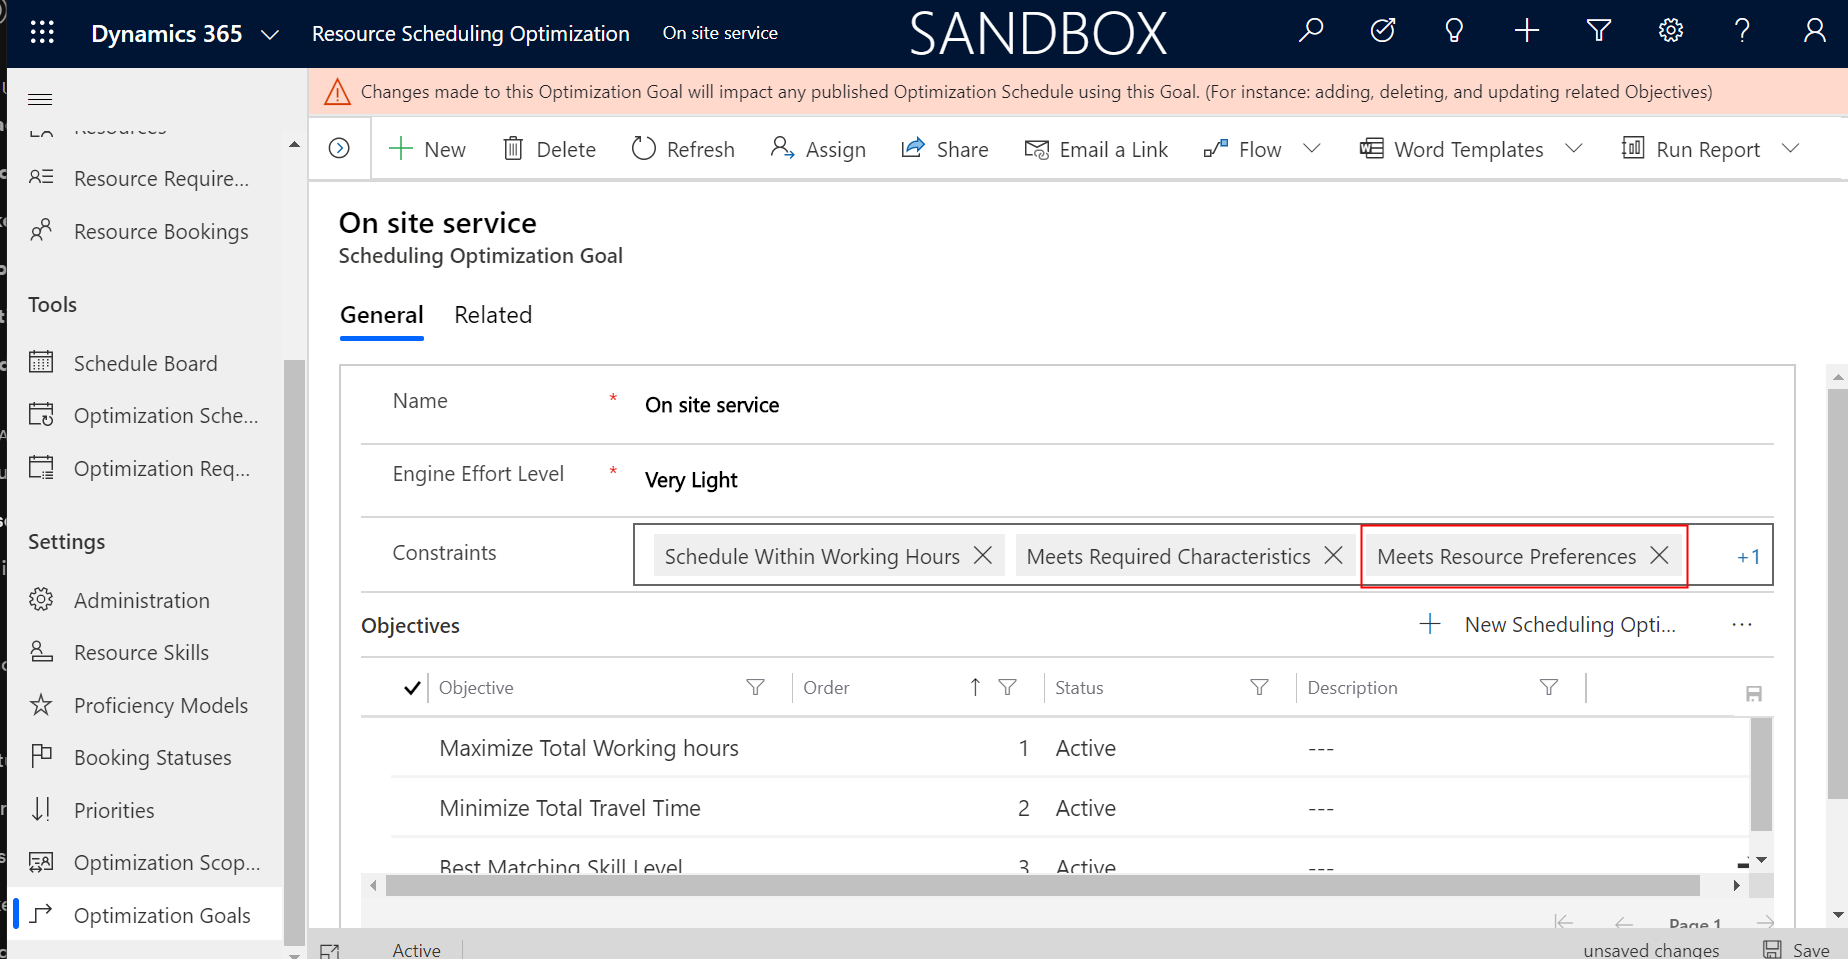 Dynamics 365 Resource Scheduling Optimization On site service SANDBOX
Changes made to this Optimization Goal will impact any published Optimization Schedule using this Goal. (For instance: adding, deleting, and updating related Objectives)
New Delete Refresh Assign Share Email a Link Flow Word Templates Run Report
Resources
Resource Require...
Resource Bookings
Tools
Schedule Board
Optimization Sche...
Optimization Req...
Settings
Administration
Resource Skills
Proficiency Models
Booking Statuses
Priorities
Optimization Scop...
Optimization Goals
On site service
Scheduling Optimization Goal
General Related
Name * On site service
Engine Effort Level * Very Light
Constraints Schedule Within Working Hours Meets Required Characteristics Meets Resource Preferences +1
Objectives New Scheduling Opti... ...
Objective Order Status Description
Maximize Total Working hours 1 Active ---
Minimize Total Travel Time 2 Active ---
Best Matching Skill Level 3 Active ---
Page 1
Active unsaved changes Save